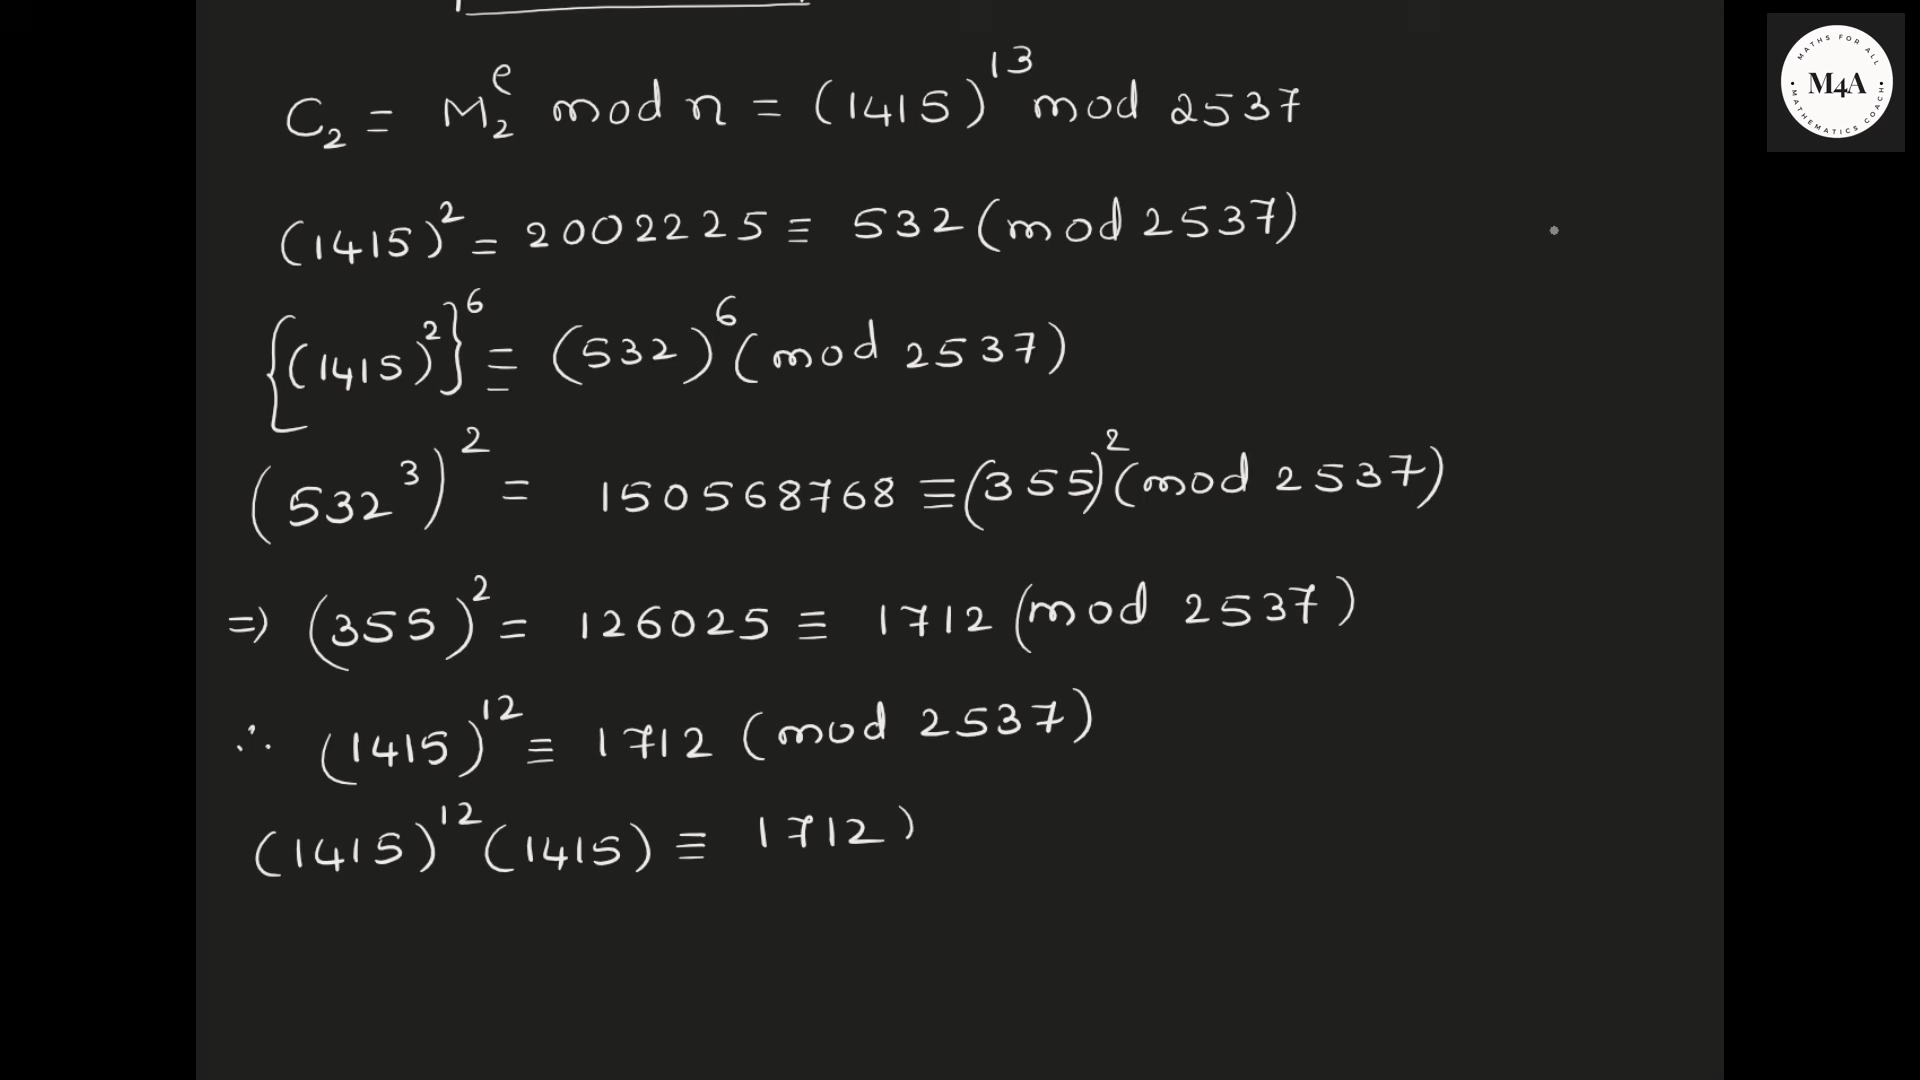 C₂ = M₂ᵉ mod n = (1415)¹³ mod 2537
(1415)² = 2002225 ≡ 532 (mod 2537)
{(1415)²}⁶ ≡ (532)⁶ (mod 2537)
(532³)² = 150568768 ≡ (355)² (mod 2537)
⇒ (355)² = 126025 ≡ 1712 (mod 2537)
∴ (1415)¹² ≡ 1712 (mod 2537)
(1415)¹² (1415) ≡ 1712)
MATHS FOR ALL
M4A
MATHEMATICS COACH